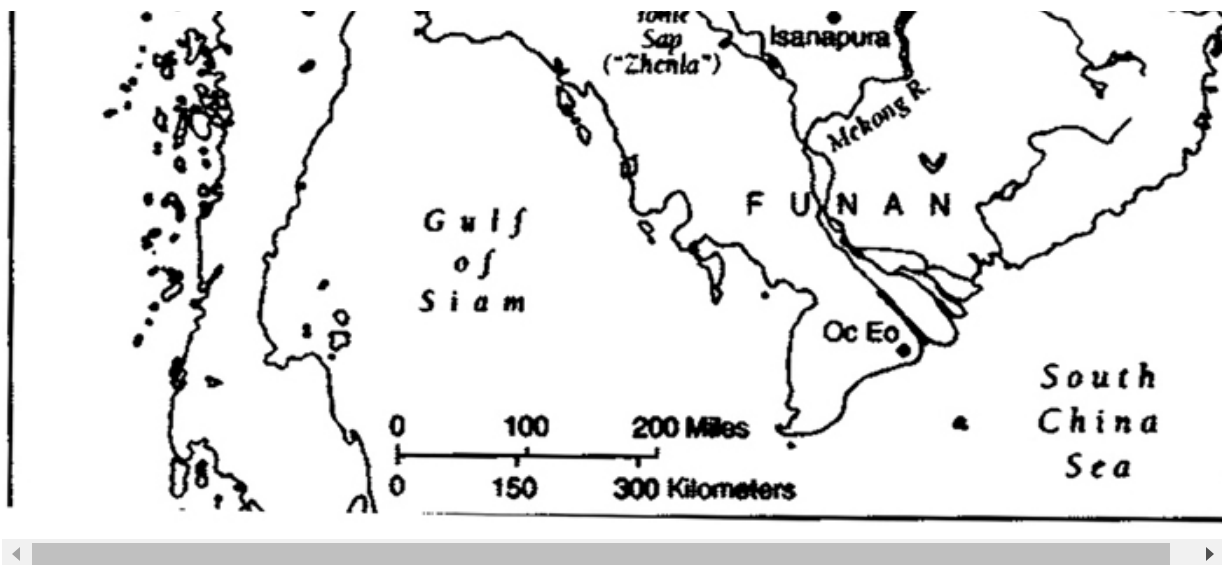 Sap
("Zhenla")
Isanapura
Mekong R.
FUNAN
Gulf
of
Siam
Oc Eo
South
China
Sea
0 100 200 Miles
0 150 300 Kilometers